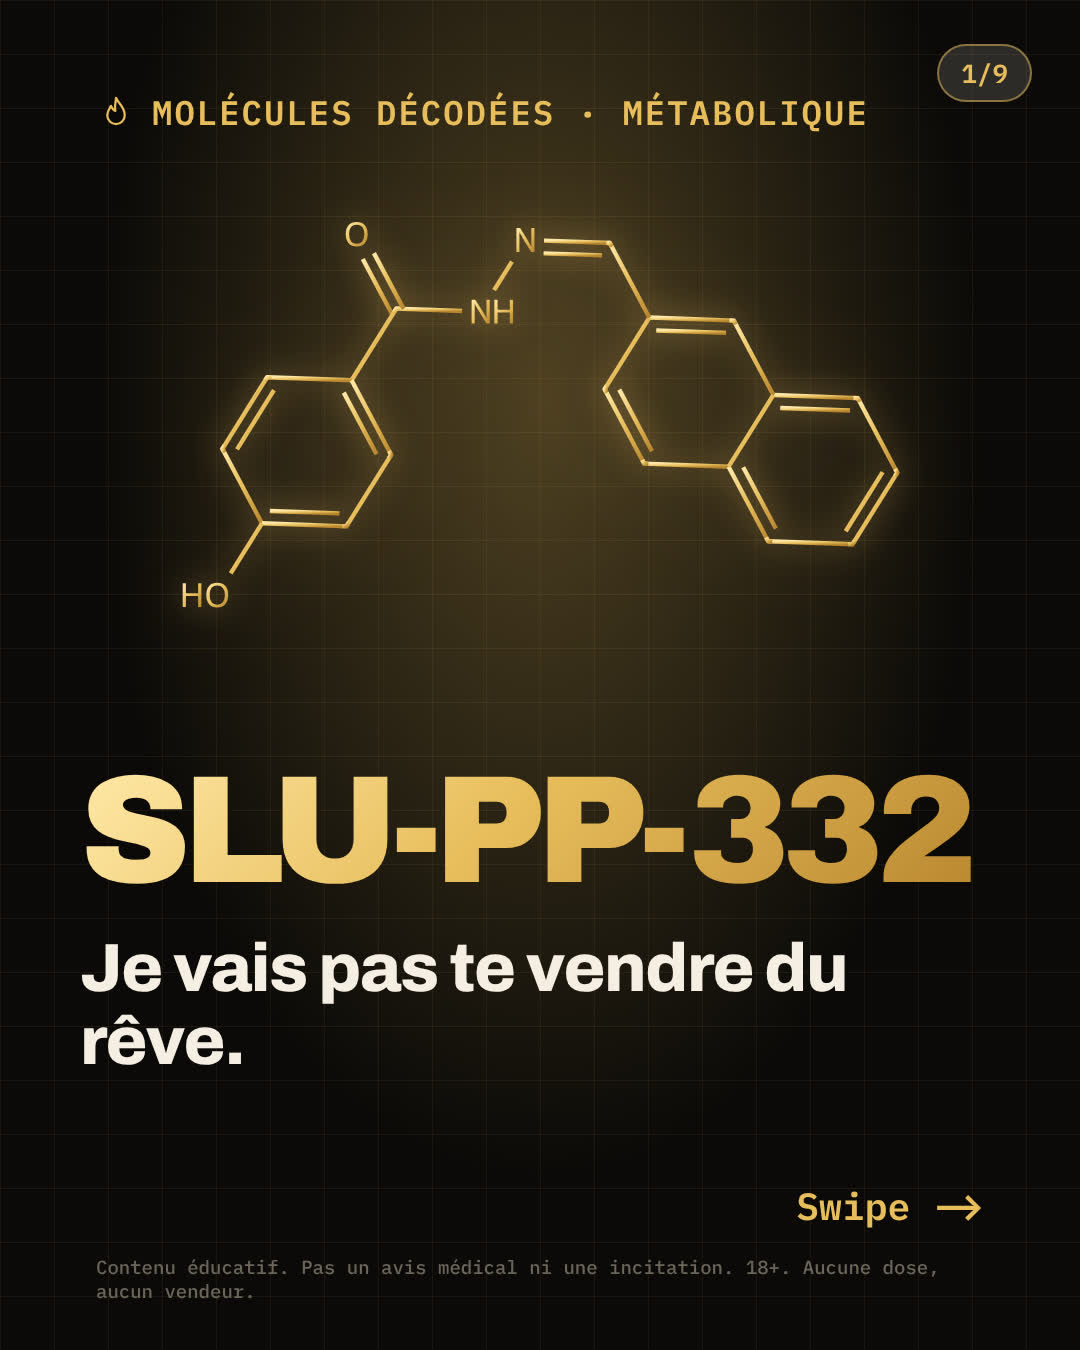 1/9
MOLÉCULES DÉCODÉES · MÉTABOLIQUE
O
N
NH
HO
SLU-PP-332
Je vais pas te vendre du
rêve.
Swipe →
Contenu éducatif. Pas un avis médical ni une incitation. 18+. Aucune dose,
aucun vendeur.